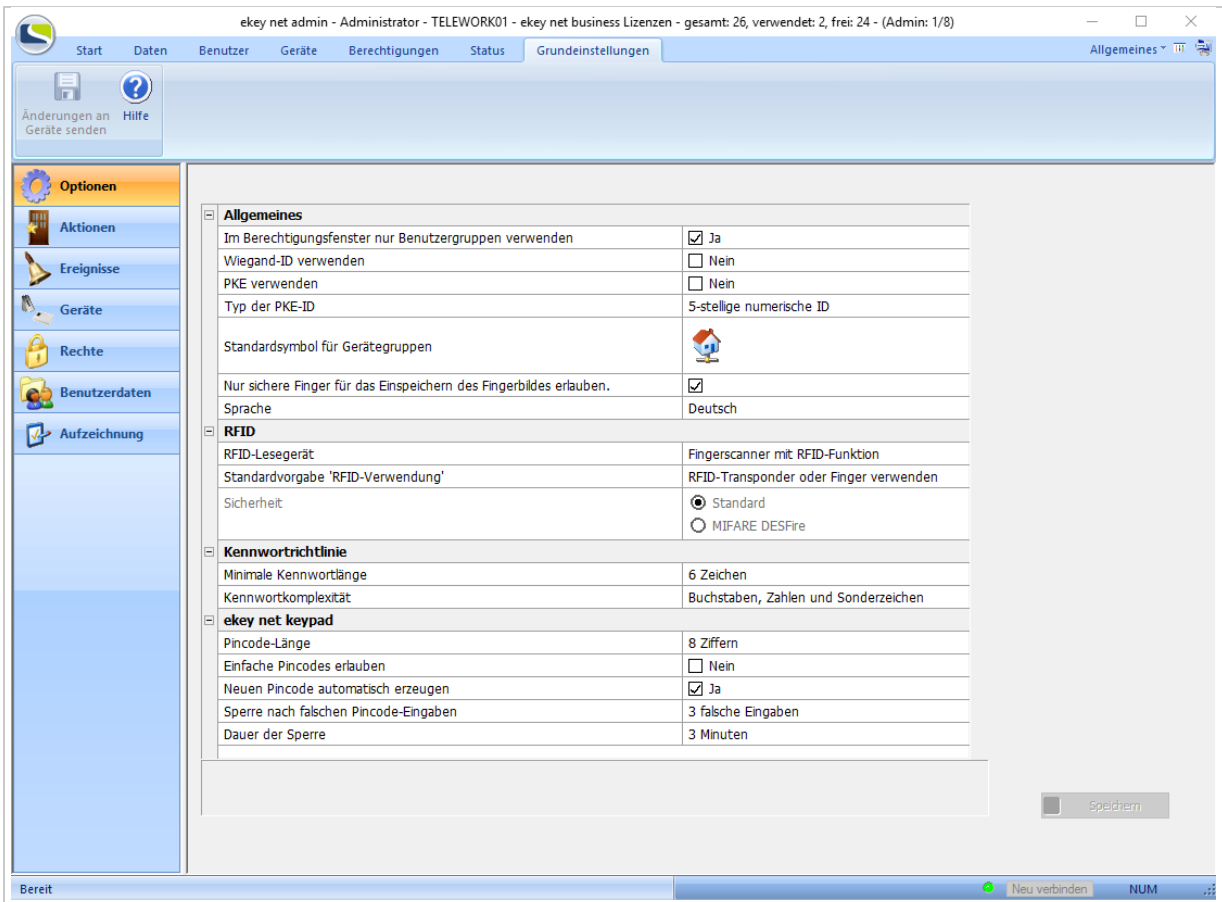 ekey net admin - Administrator - TELEWORK01 - ekey net business Lizenzen - gesamt: 26, verwendet: 2, frei: 24 - (Admin: 1/8)
Start Daten Benutzer Geräte Berechtigungen Status Grundeinstellungen Allgemeines
Änderungen an Geräte senden
Hilfe
Optionen
Aktionen
Ereignisse
Geräte
Rechte
Benutzerdaten
Aufzeichnung
Allgemeines
Im Berechtigungsfenster nur Benutzergruppen verwenden Ja
Wiegand-ID verwenden Nein
PKE verwenden Nein
Typ der PKE-ID 5-stellige numerische ID
Standardsymbol für Gerätegruppen
Nur sichere Finger für das Einspeichern des Fingerbildes erlauben.
Sprache Deutsch
RFID
RFID-Lesegerät Fingerscanner mit RFID-Funktion
Standardvorgabe 'RFID-Verwendung' RFID-Transponder oder Finger verwenden
Sicherheit Standard
MIFARE DESFire
Kennwortrichtlinie
Minimale Kennwortlänge 6 Zeichen
Kennwortkomplexität Buchstaben, Zahlen und Sonderzeichen
ekey net keypad
Pincode-Länge 8 Ziffern
Einfache Pincodes erlauben Nein
Neuen Pincode automatisch erzeugen Ja
Sperre nach falschen Pincode-Eingaben 3 falsche Eingaben
Dauer der Sperre 3 Minuten
Speichern
Bereit Neu verbinden NUM